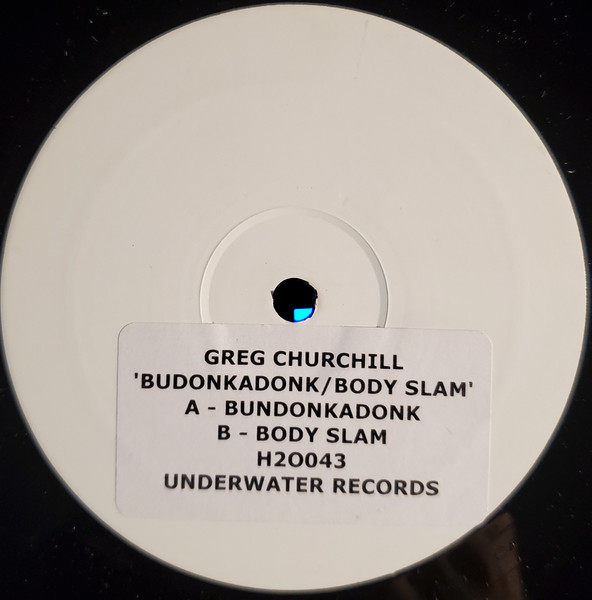 GREG CHURCHILL
'BUDONKADONK/BODY SLAM'
A - BUNDONKADONK
B - BODY SLAM
H2O043
UNDERWATER RECORDS